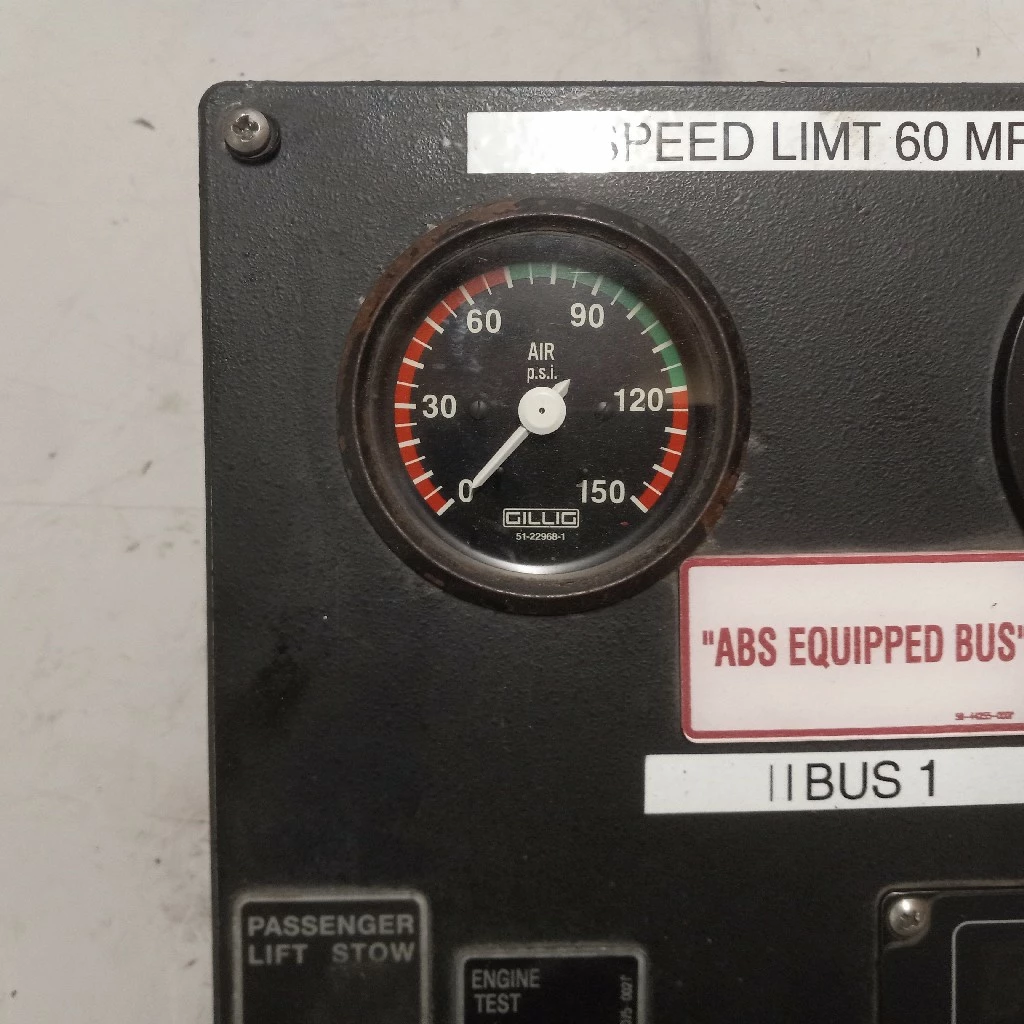 SPEED LIMT 60
60
90
AIR
p.s.i.
30
120
0
150
GILLIG
51-22968-1
"ABS EQUIPPED BUS"
BUS 1
PASSENGER
LIFT STOW
ENGINE
TEST